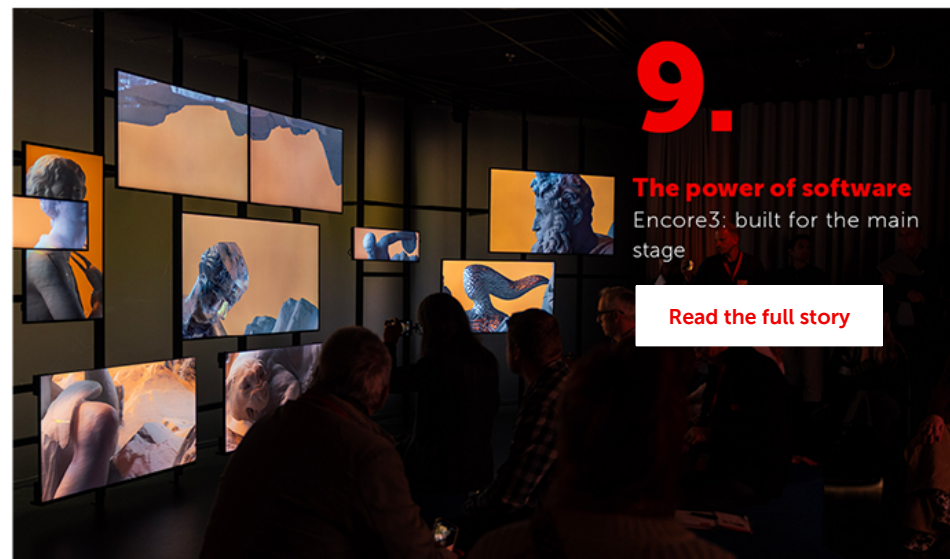 9.
The power of software
Encore3: built for the main
stage
Read the full story